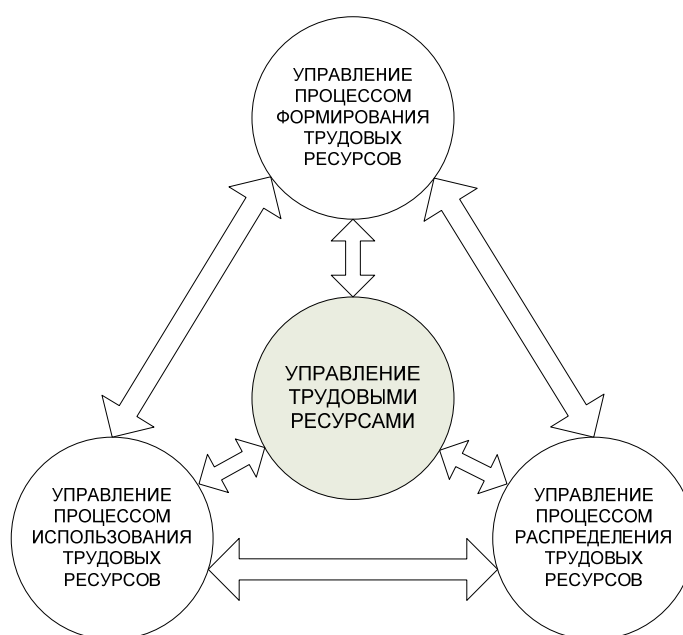 УПРАВЛЕНИЕ
ПРОЦЕССОМ
ФОРМИРОВАНИЯ
ТРУДОВЫХ
РЕСУРСОВ
УПРАВЛЕНИЕ
ТРУДОВЫМИ
РЕСУРСАМИ
УПРАВЛЕНИЕ
ПРОЦЕССОМ
ИСПОЛЬЗОВАНИЯ
ТРУДОВЫХ
РЕСУРСОВ
УПРАВЛЕНИЕ
ПРОЦЕССОМ
РАСПРЕДЕЛЕНИЯ
ТРУДОВЫХ
РЕСУРСОВ